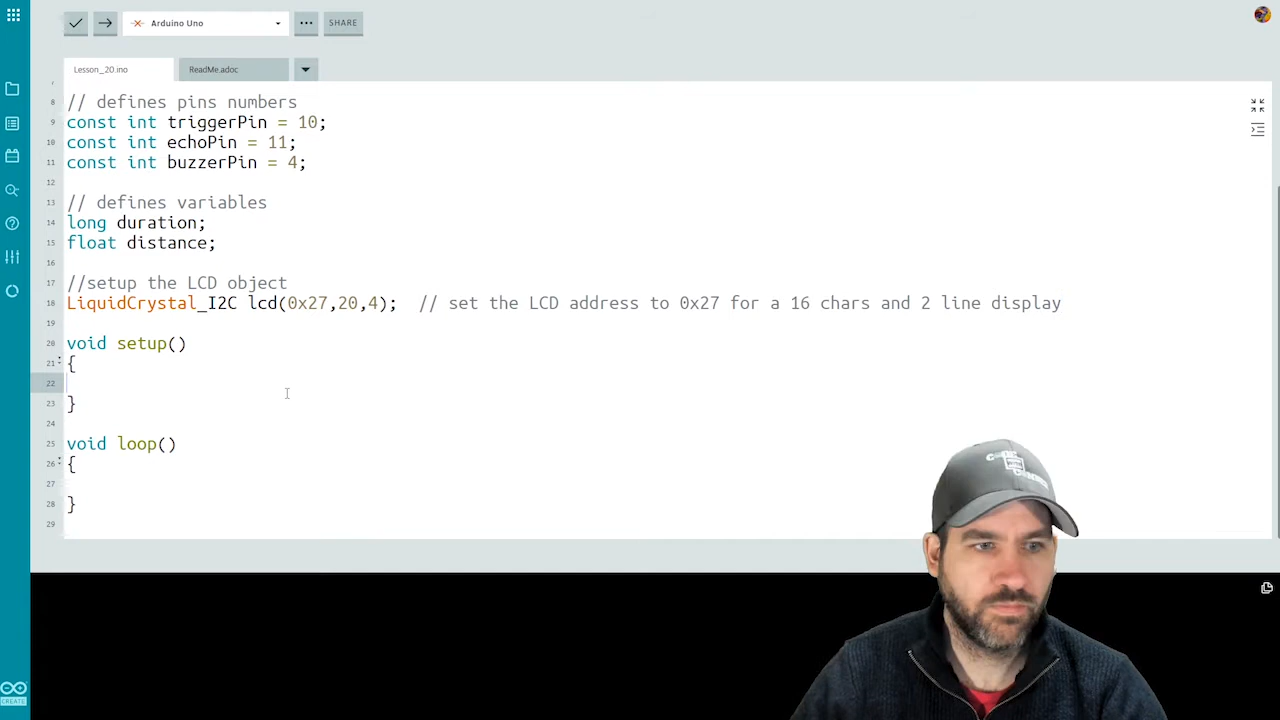 Arduino Uno
SHARE
Lesson_20.ino
ReadMe.adoc
8 // defines pins numbers
9 const int triggerPin = 10;
10 const int echoPin = 11;
11 const int buzzerPin = 4;
12
13 // defines variables
14 long duration;
15 float distance;
16
17 //setup the LCD object
18 LiquidCrystal_I2C lcd(0x27,20,4);  // set the LCD address to 0x27 for a 16 chars and 2 line display
19
20 void setup()
21 {
22
23 }
24
25 void loop()
26 {
27
28 }
29
CREATE